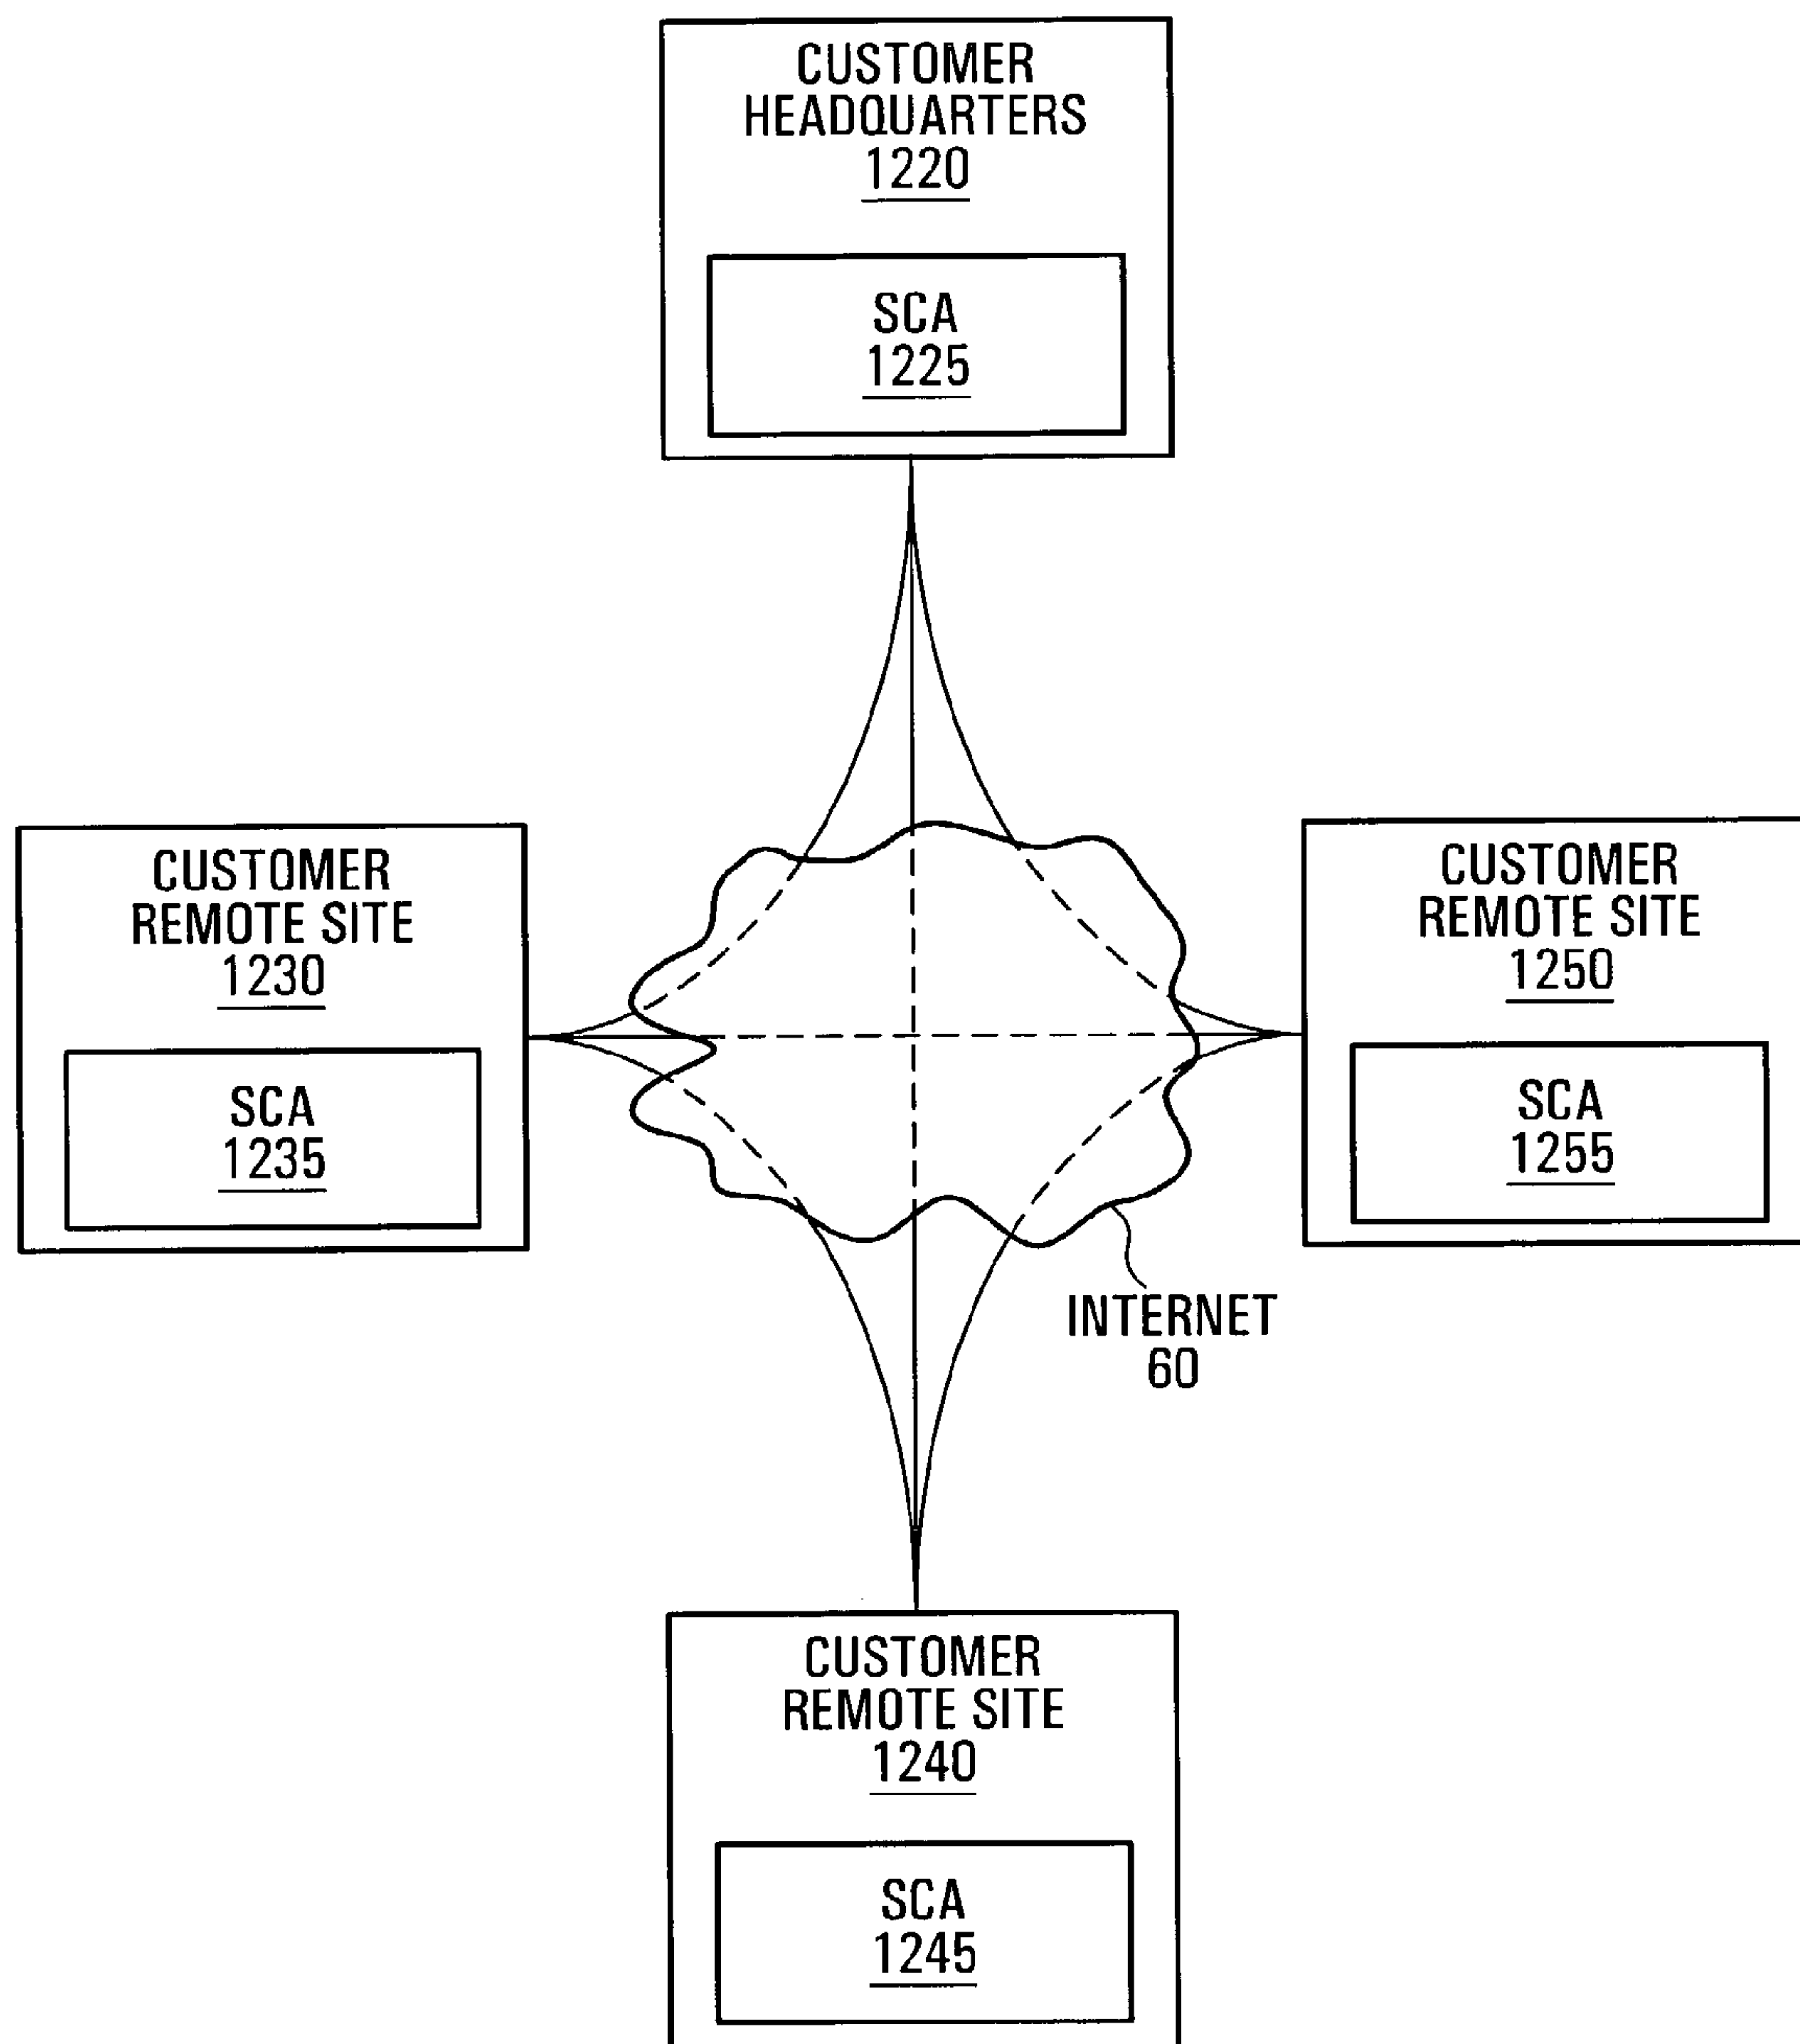 CUSTOMER
HEADQUARTERS
1220
SCA
1225
CUSTOMER
REMOTE SITE
1230
SCA
1235
CUSTOMER
REMOTE SITE
1250
SCA
1255
INTERNET
60
CUSTOMER
REMOTE SITE
1240
SCA
1245